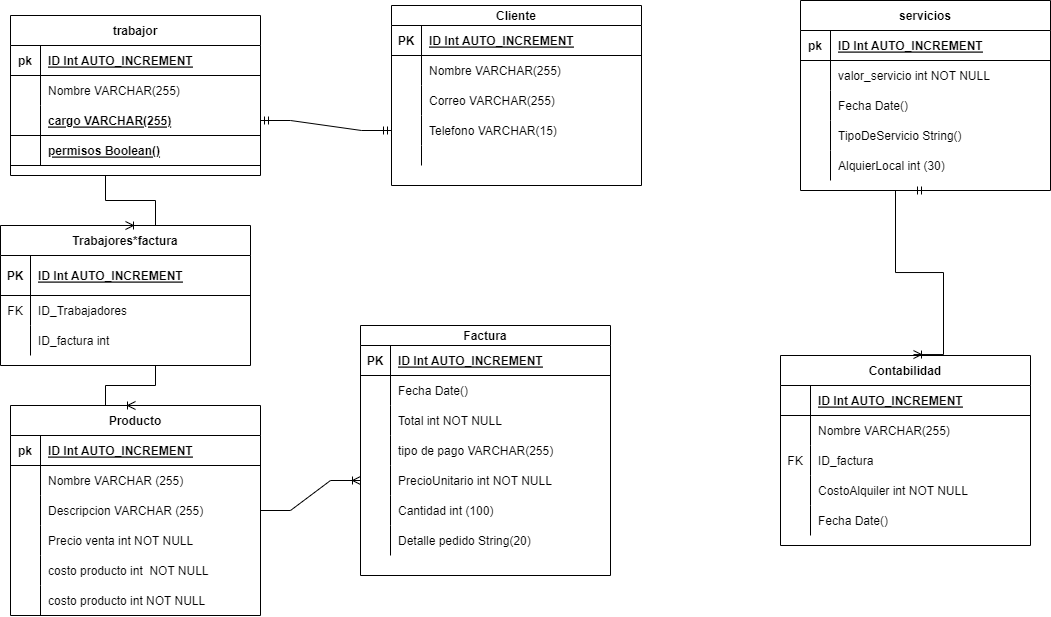 trabajor
pk ID Int AUTO_INCREMENT
Nombre VARCHAR(255)
cargo VARCHAR(255)
permisos Boolean()
Cliente
PK ID Int AUTO_INCREMENT
Nombre VARCHAR(255)
Correo VARCHAR(255)
Telefono VARCHAR(15)
servicios
pk ID Int AUTO_INCREMENT
valor_servicio int NOT NULL
Fecha Date()
TipoDeServicio String()
AlquierLocal int (30)
Trabajores*factura
PK ID Int AUTO_INCREMENT
FK ID_Trabajadores
ID_factura int
Factura
PK ID Int AUTO_INCREMENT
Fecha Date()
Total int NOT NULL
tipo de pago VARCHAR(255)
PrecioUnitario int NOT NULL
Cantidad int (100)
Detalle pedido String(20)
Contabilidad
ID Int AUTO_INCREMENT
Nombre VARCHAR(255)
FK ID_factura
CostoAlquiler int NOT NULL
Fecha Date()
Producto
pk ID Int AUTO_INCREMENT
Nombre VARCHAR (255)
Descripcion VARCHAR (255)
Precio venta int NOT NULL
costo producto int  NOT NULL
costo producto int NOT NULL